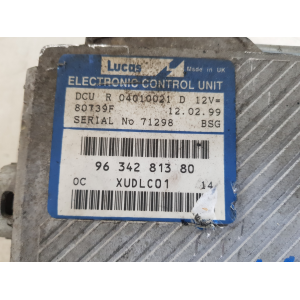 Lucas
Made in UK
ELECTRONIC CONTROL UNIT
DCU R 04010021 D 12V=
80739F 12.02.99
SERIAL No 71298 BSG
96 342 813 80
OC XUDLC01 14